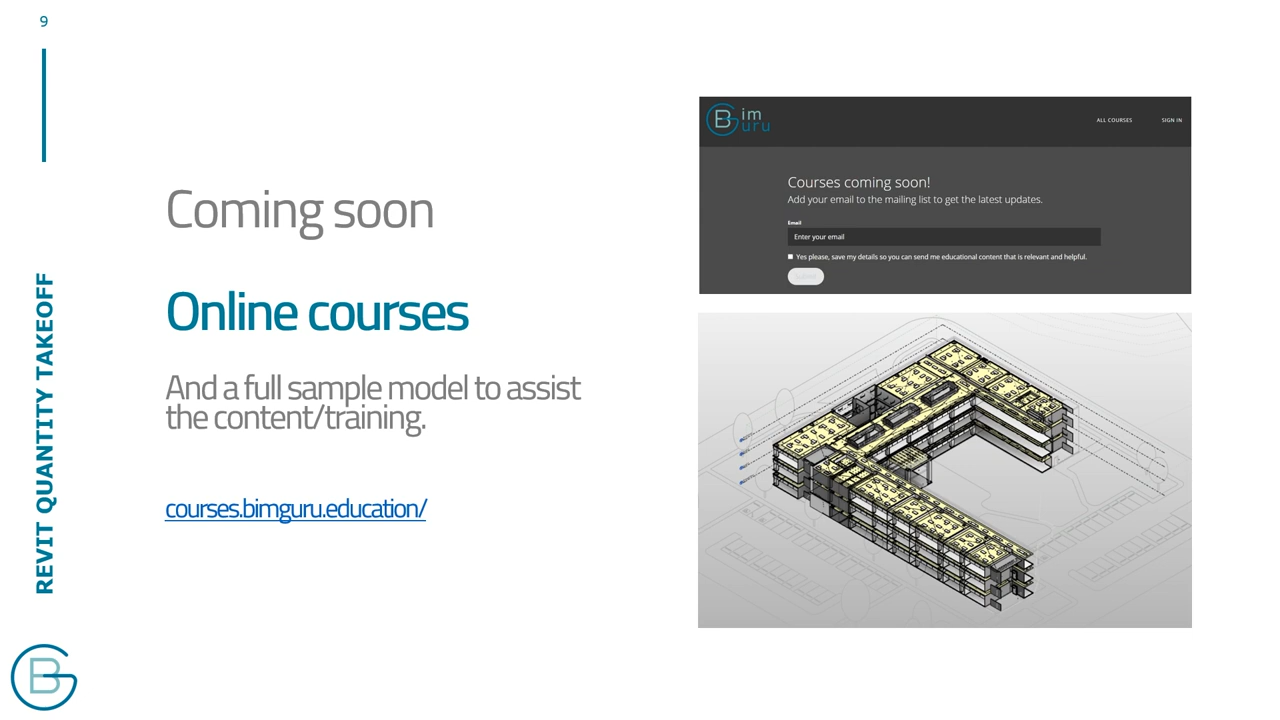 9
REVIT QUANTITY TAKEOFF
Coming soon
Online courses
And a full sample model to assist
the content/training.
courses.bimguru.education/
BG
im
uru
ALL COURSES
SIGN IN
Courses coming soon!
Add your email to the mailing list to get the latest updates.
Email
Enter your email
Yes please, save my details so you can send me educational content that is relevant and helpful.
BG